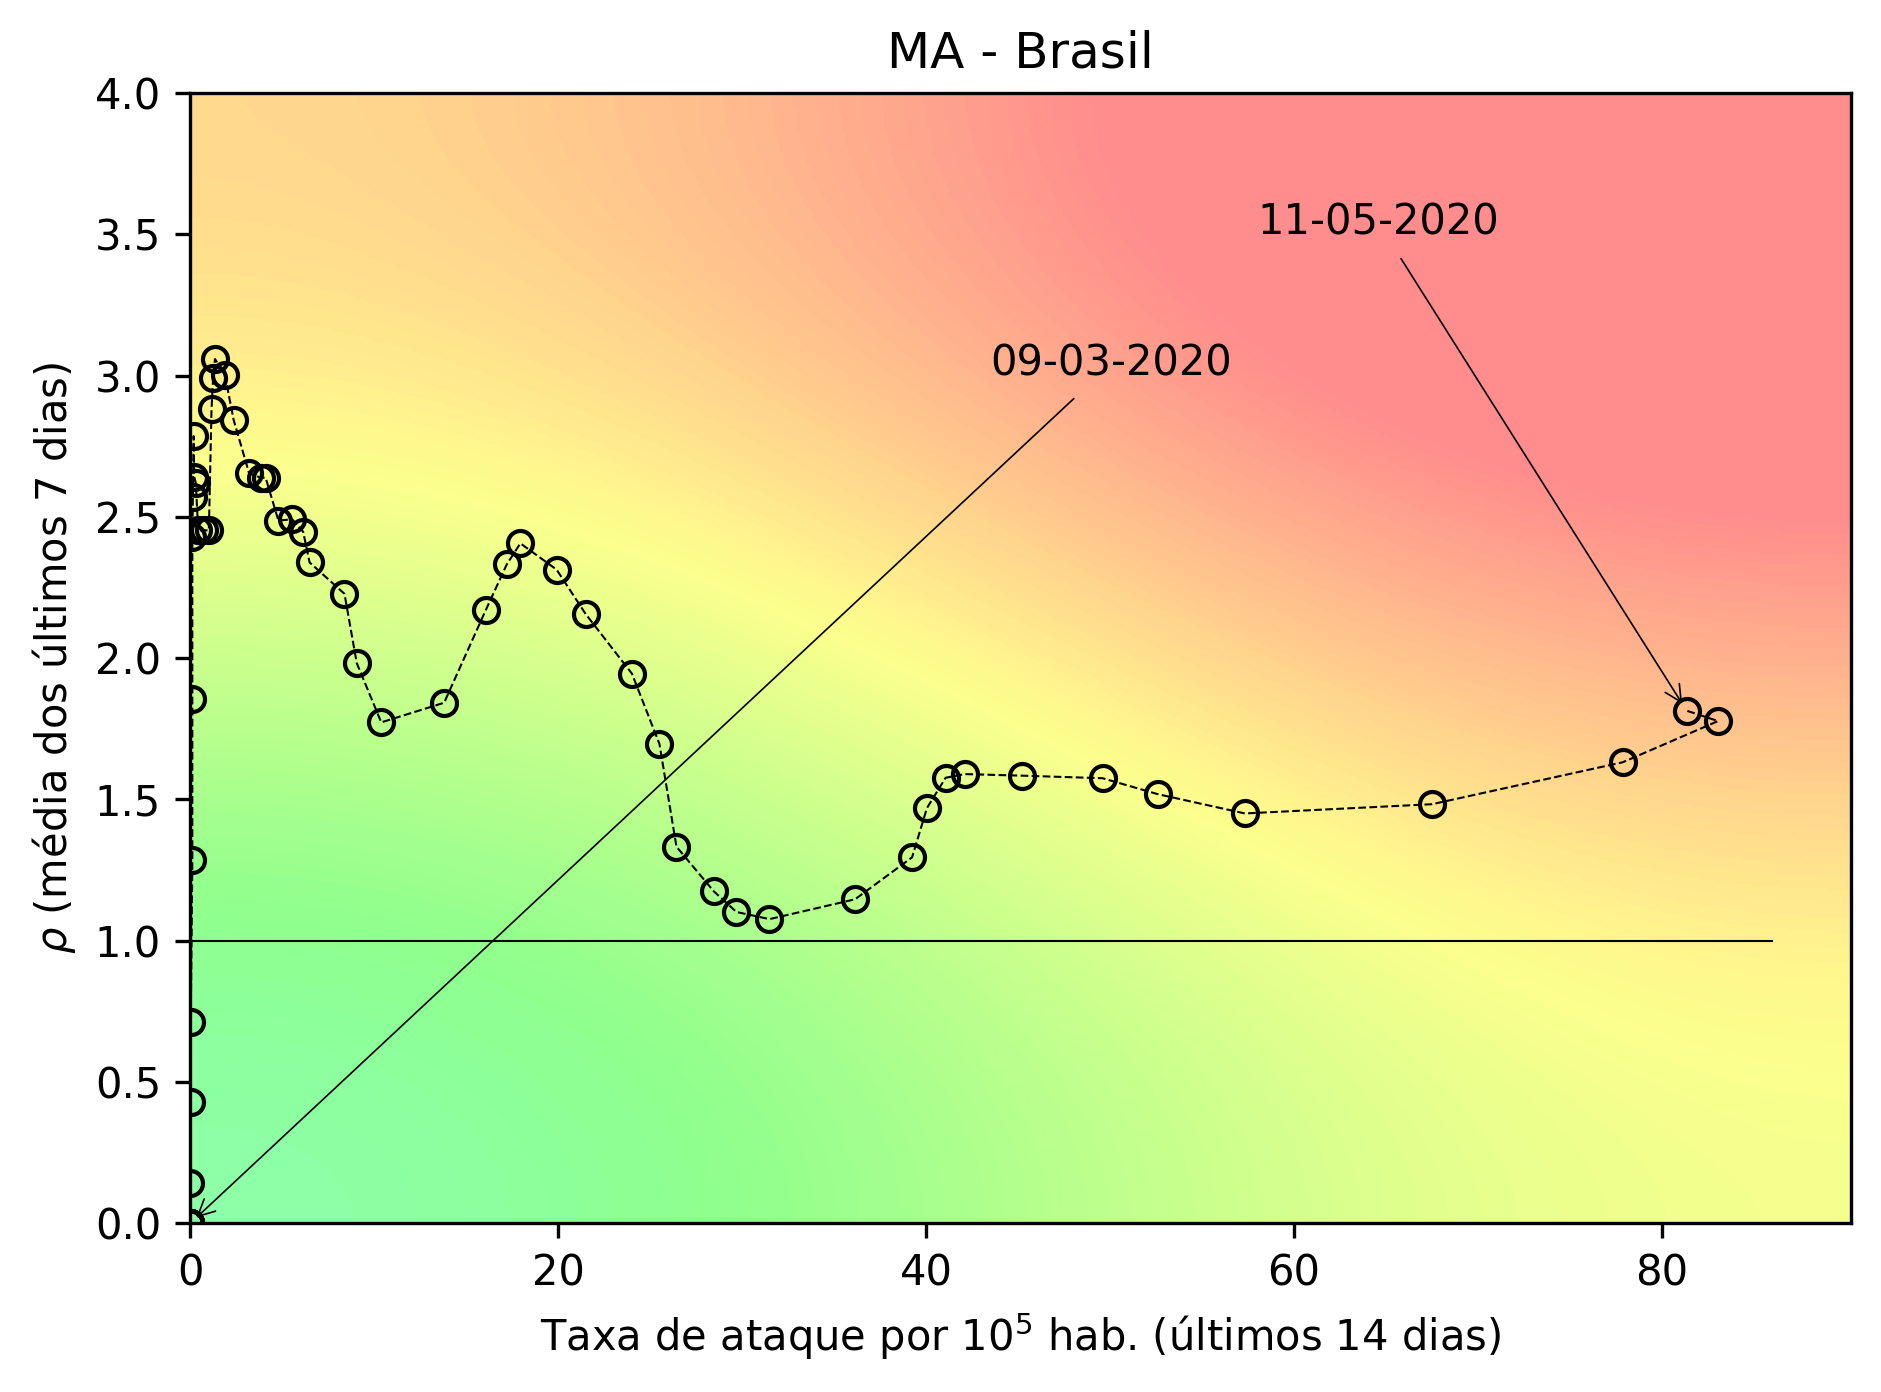 MA - Brasil
4.0
3.5
3.0
2.5
2.0
1.5
1.0
0.5
0.0
ρ (média dos últimos 7 dias)
11-05-2020
09-03-2020
0 20 40 60 80
Taxa de ataque por 10⁵ hab. (últimos 14 dias)